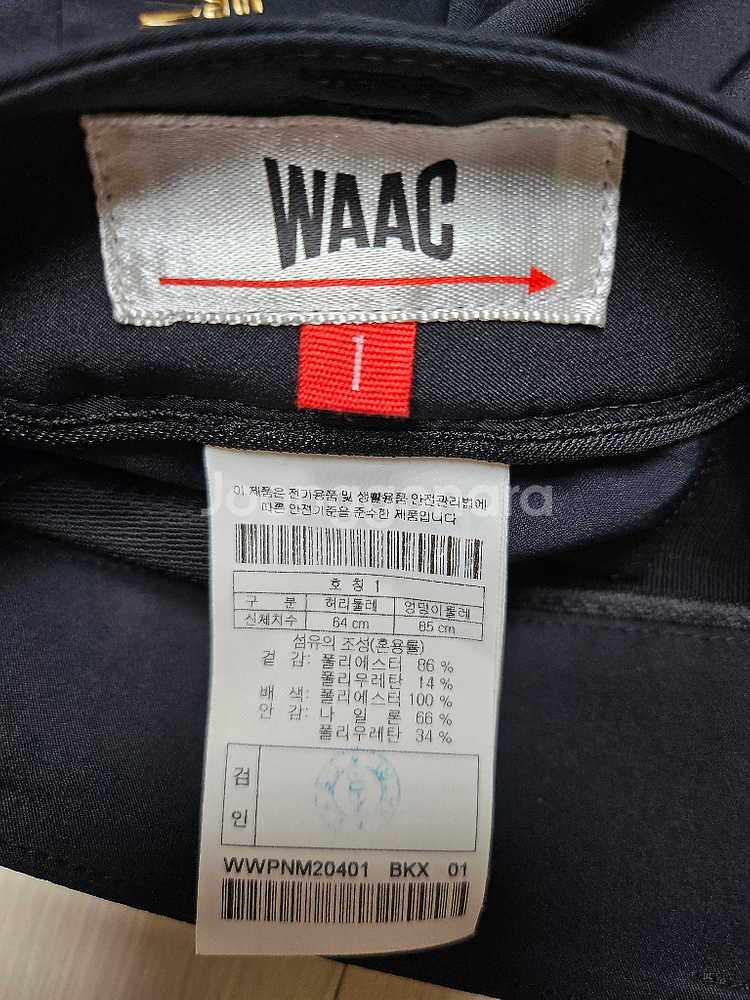 WAAC
1
이 제품은 전기용품 및 생활용품 안전관리법에
따른 안전기준을 준수한 제품입니다
호 칭 1
구 분 허리둘레 엉덩이둘레
신체치수 64 cm 85 cm
섬유의 조성(혼용률)
겉 감: 폴리에스터 86 %
폴리우레탄 14 %
배 색: 폴리에스터 100 %
안 감: 나 일 론 66 %
폴리우레탄 34 %
검
인
WWPNM20401 BKX 01